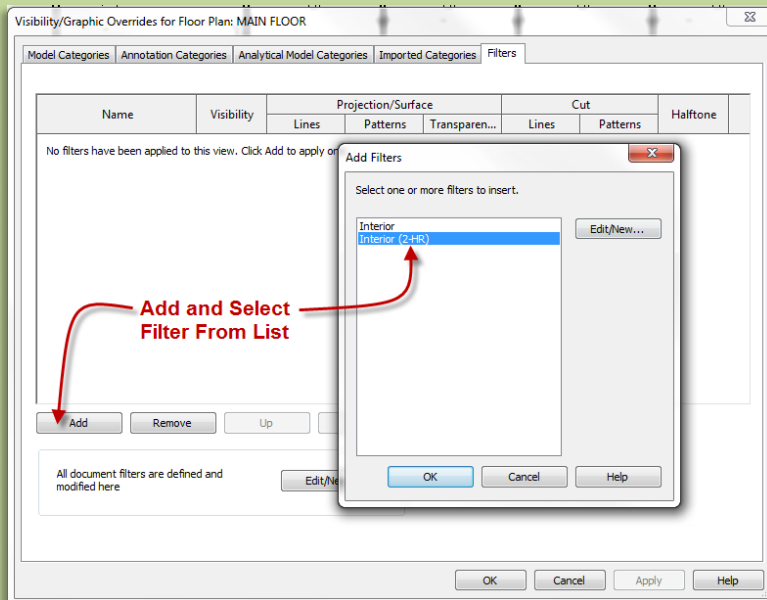 Visibility/Graphic Overrides for Floor Plan: MAIN FLOOR
Model Categories Annotation Categories Analytical Model Categories Imported Categories Filters
Name Visibility Projection/Surface Cut Halftone
Lines Patterns Transparen... Lines Patterns
No filters have been applied to this view. Click Add to apply
Add Filters
Select one or more filters to insert.
Interior
Interior (2-HR)
Edit/New...
Add and Select
Filter From List
Add Remove Up
All document filters are defined and
modified here
Edit/Ne
OK Cancel Help
OK Cancel Apply Help